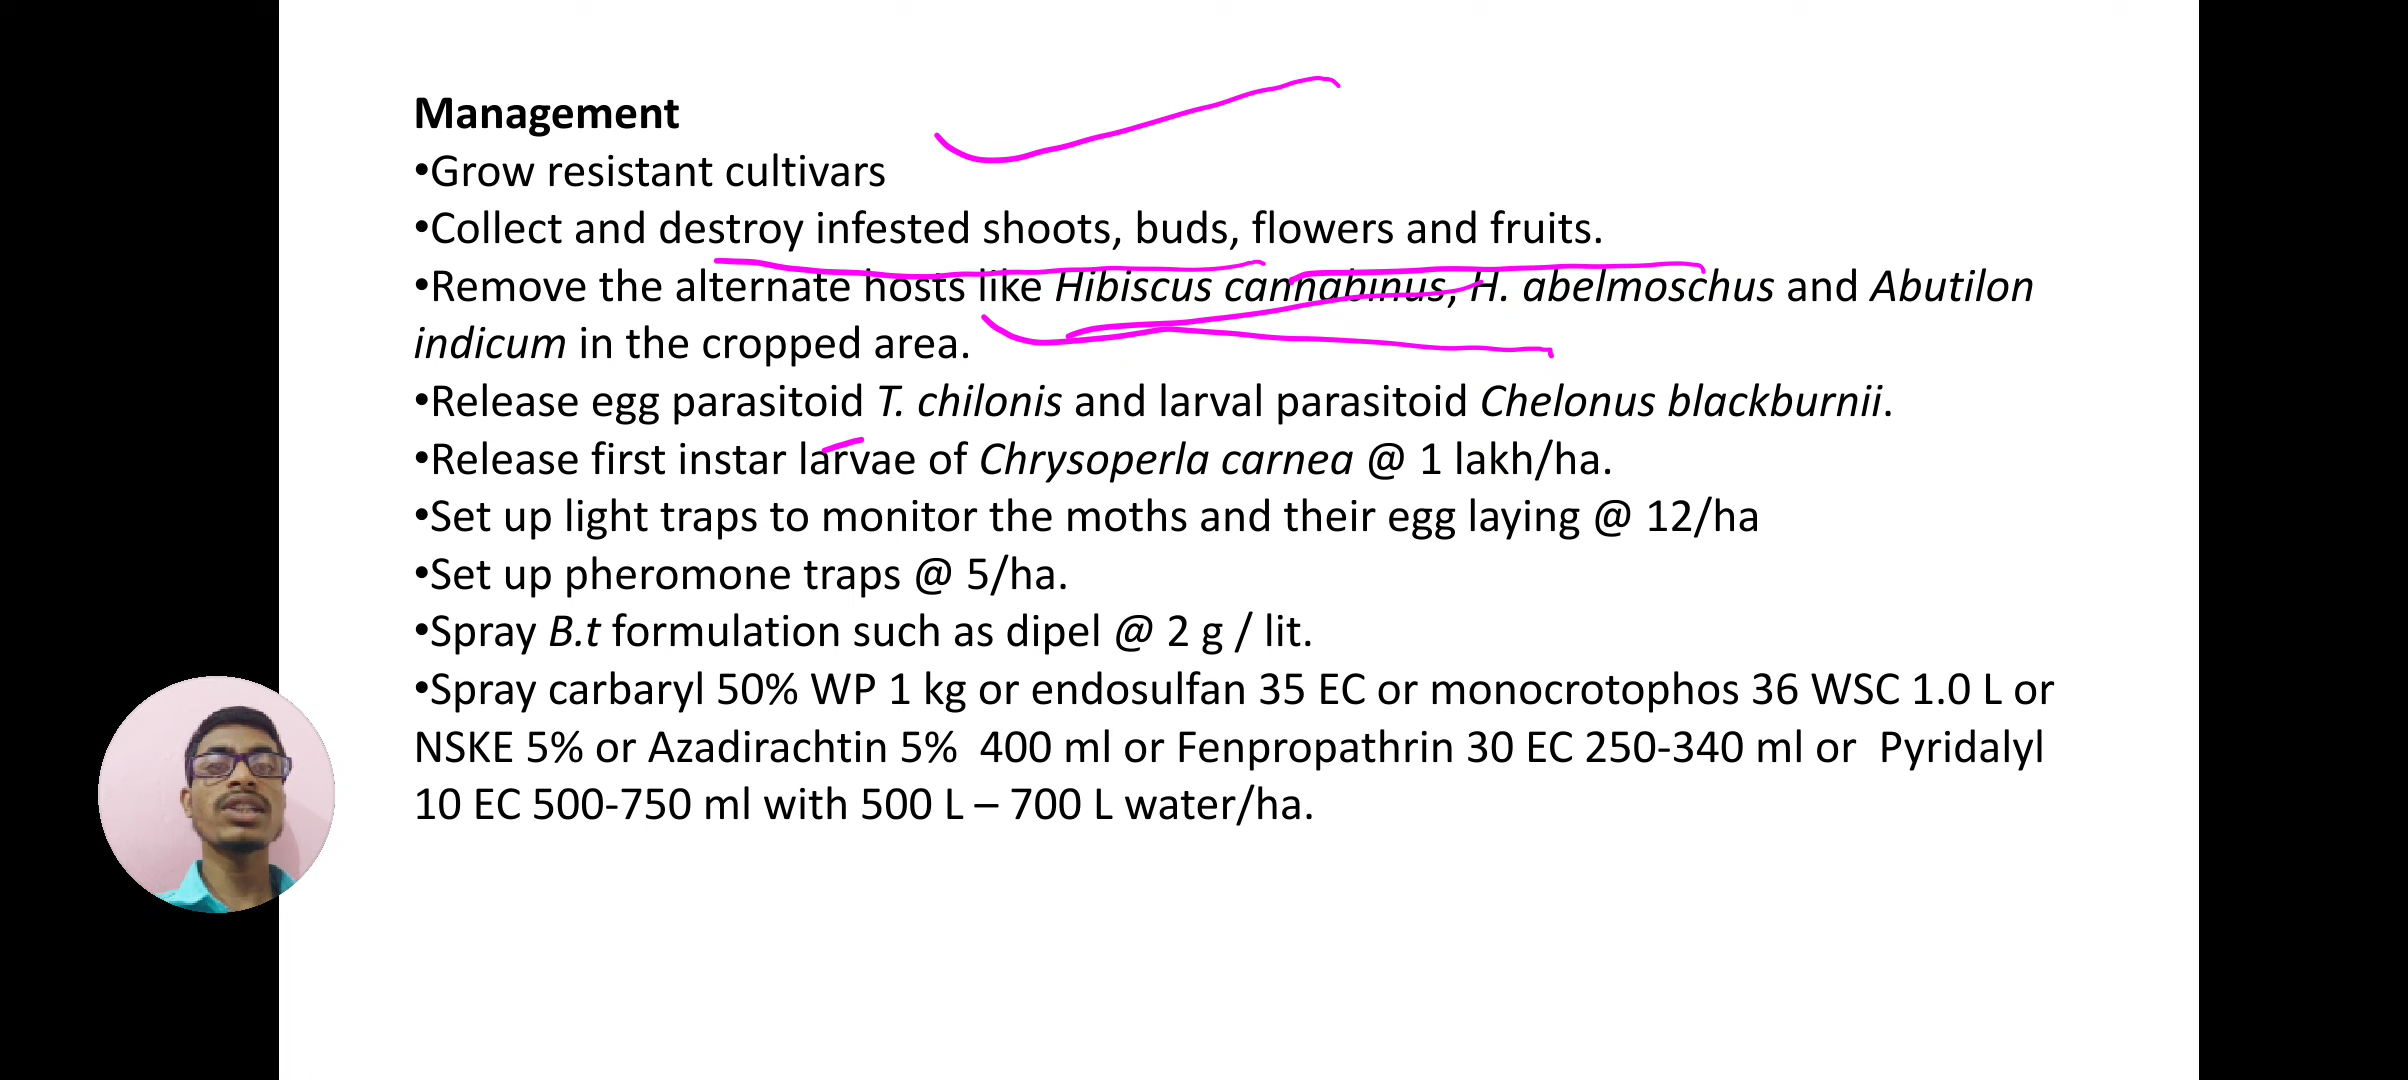 Management
•Grow resistant cultivars
•Collect and destroy infested shoots, buds, flowers and fruits.
•Remove the alternate hosts like Hibiscus cannabinus, H. abelmoschus and Abutilon
indicum in the cropped area.
•Release egg parasitoid T. chilonis and larval parasitoid Chelonus blackburnii.
•Release first instar larvae of Chrysoperla carnea @ 1 lakh/ha.
•Set up light traps to monitor the moths and their egg laying @ 12/ha
•Set up pheromone traps @ 5/ha.
•Spray B.t formulation such as dipel @ 2 g / lit.
•Spray carbaryl 50% WP 1 kg or endosulfan 35 EC or monocrotophos 36 WSC 1.0 L or
NSKE 5% or Azadirachtin 5%  400 ml or Fenpropathrin 30 EC 250-340 ml or  Pyridalyl
10 EC 500-750 ml with 500 L – 700 L water/ha.